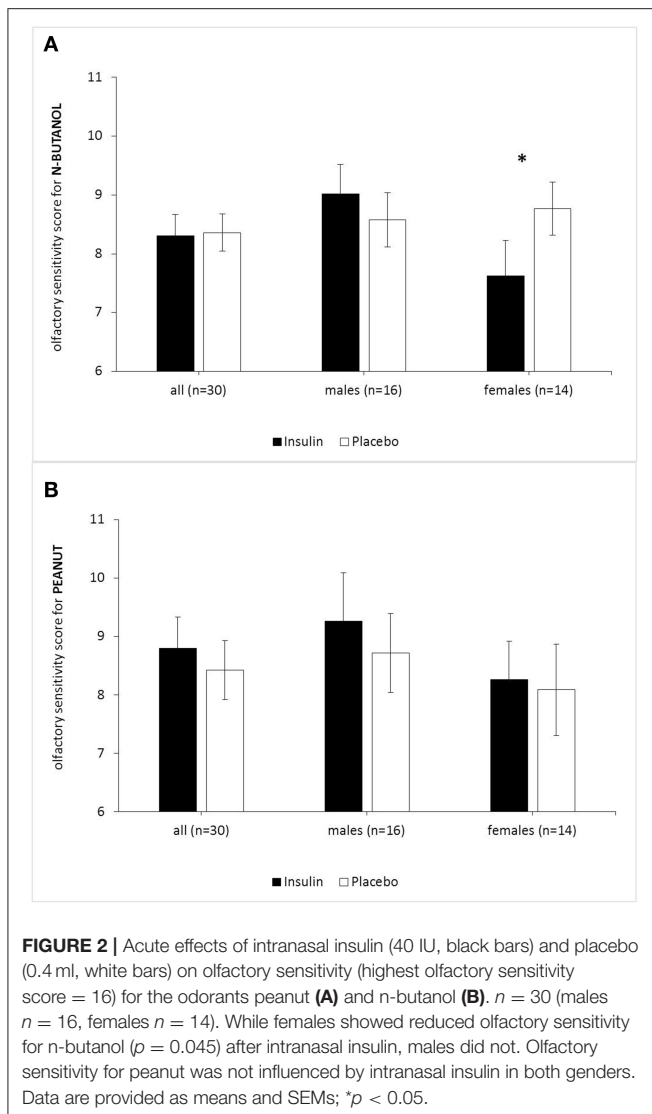 A
olfactory sensitivity score for N-BUTANOL
11
10
9
8
7
6
*
all (n=30) males (n=16) females (n=14)
Insulin Placebo
B
olfactory sensitivity score for PEANUT
11
10
9
8
7
6
all (n=30) males (n=16) females (n=14)
Insulin Placebo
FIGURE 2 | Acute effects of intranasal insulin (40 IU, black bars) and placebo
(0.4 ml, white bars) on olfactory sensitivity (highest olfactory sensitivity
score = 16) for the odorants peanut (A) and n-butanol (B). n = 30 (males
n = 16, females n = 14). While females showed reduced olfactory sensitivity
for n-butanol (p = 0.045) after intranasal insulin, males did not. Olfactory
sensitivity for peanut was not influenced by intranasal insulin in both genders.
Data are provided as means and SEMs; *p < 0.05.